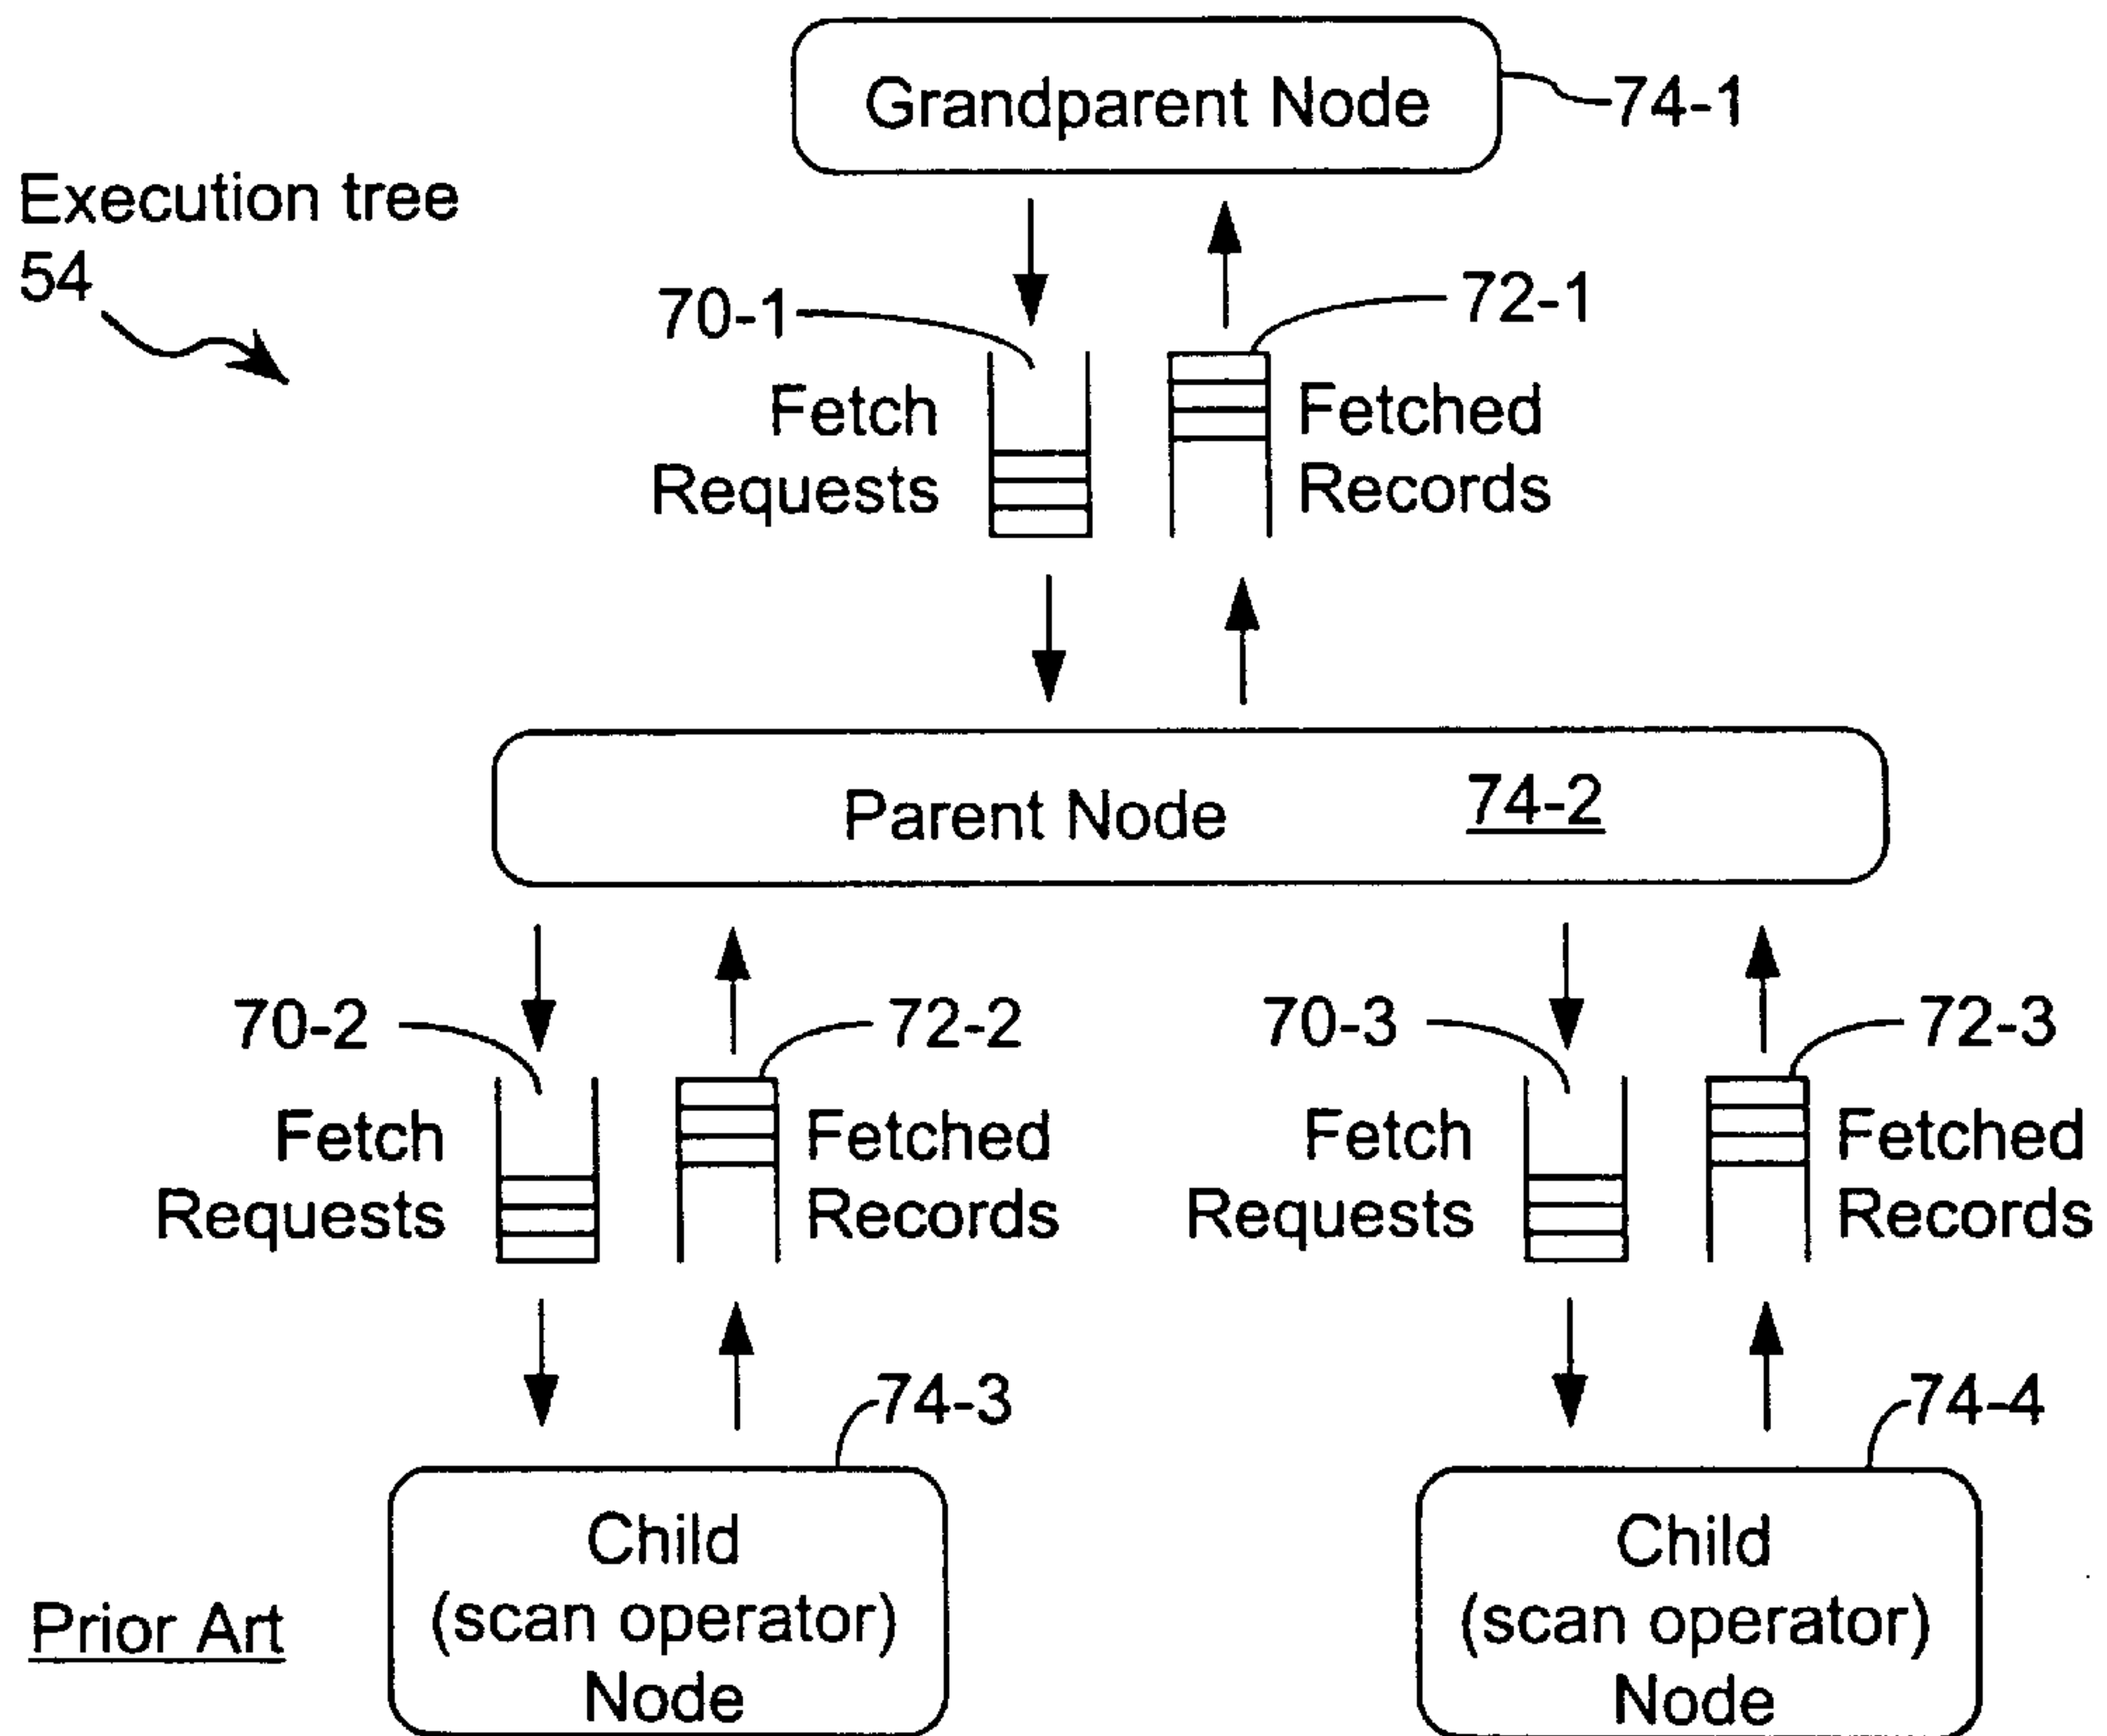 Grandparent Node
74-1
Execution tree
54
70-1
72-1
Fetch
Requests
Fetched
Records
Parent Node
74-2
70-2
72-2
70-3
72-3
Fetch
Requests
Fetched
Records
Fetch
Requests
Fetched
Records
74-3
74-4
Child
(scan operator)
Node
Child
(scan operator)
Node
Prior Art